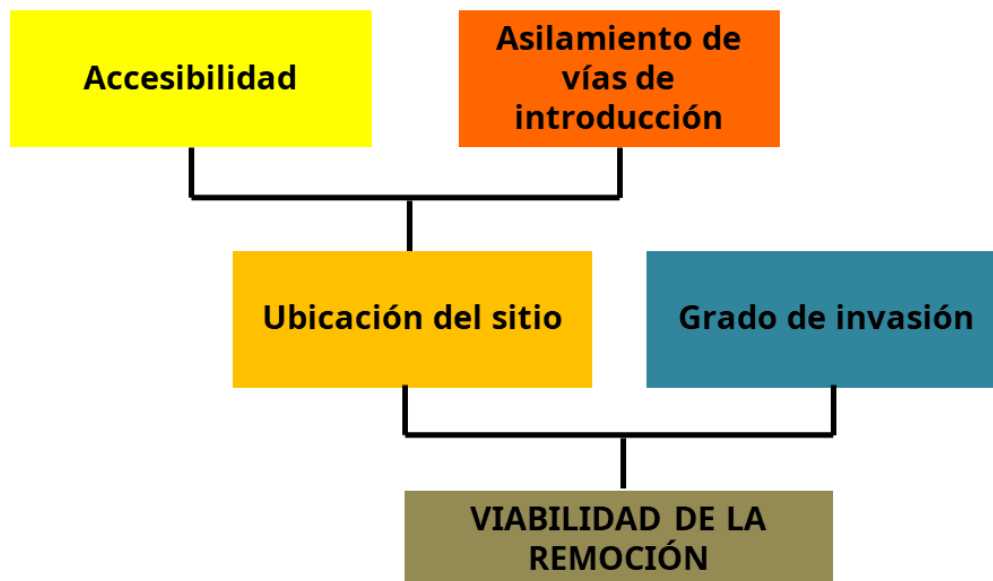 Accesibilidad
Asilamiento de
vías de
introducción
Ubicación del sitio
Grado de invasión
VIABILIDAD DE LA
REMOCIÓN